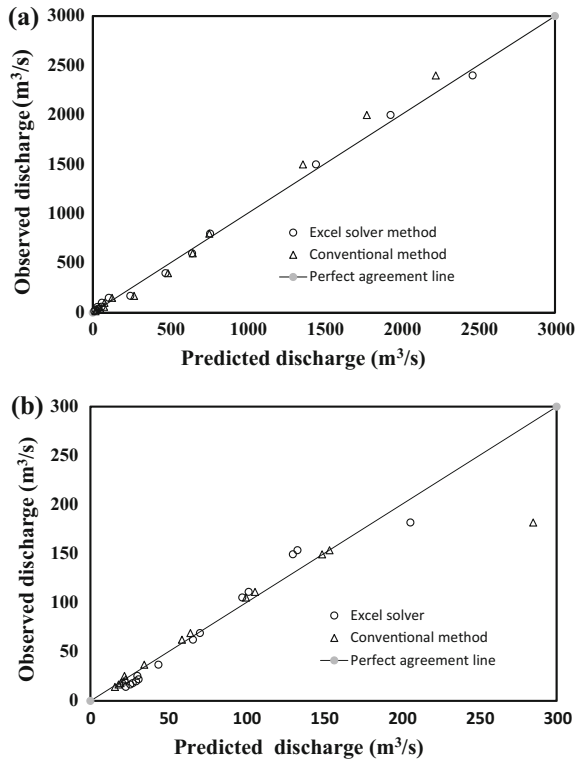 (a)
3000
2500
2000
1500
1000
500
0
Observed discharge (m³/s)
Excel solver method
Conventional method
Perfect agreement line
0 500 1000 1500 2000 2500 3000
Predicted discharge (m³/s)
(b)
300
250
200
150
100
50
0
Observed discharge (m³/s)
Excel solver
Conventional method
Perfect agreement line
0 50 100 150 200 250 300
Predicted discharge (m³/s)